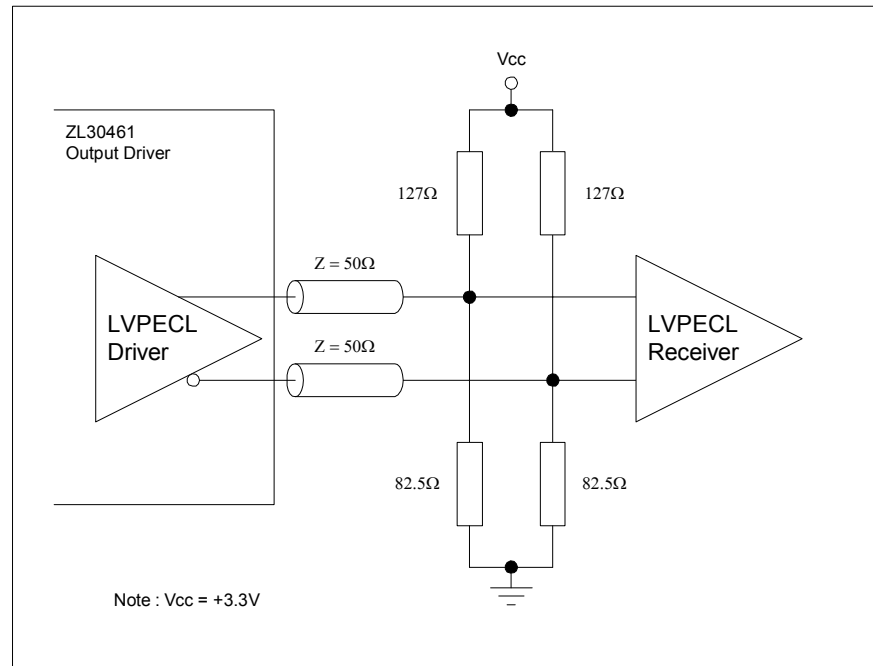 Vcc
ZL30461
Output Driver
127Ω
127Ω
Z = 50Ω
LVPECL
Driver
LVPECL
Receiver
Z = 50Ω
82.5Ω
82.5Ω
Note : Vcc = +3.3V